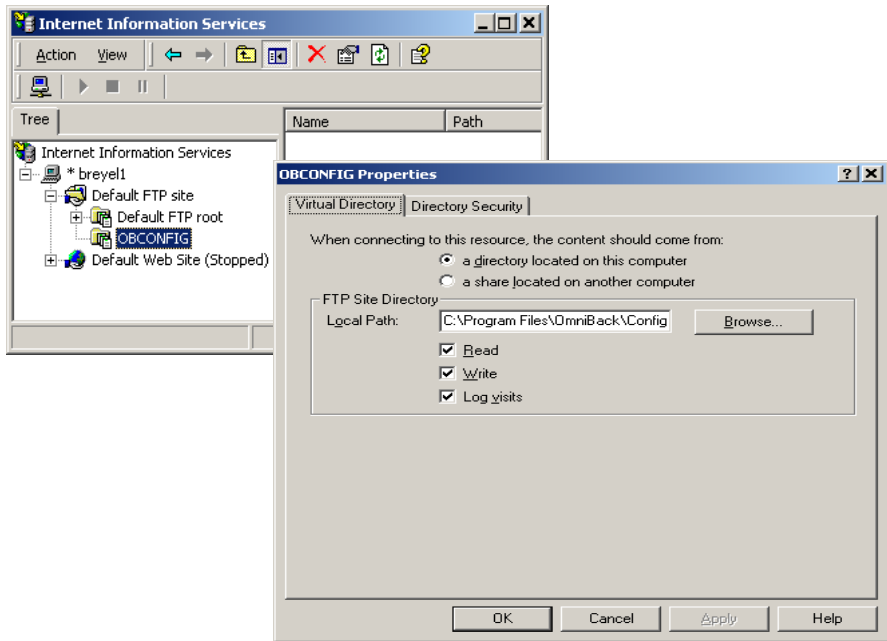 Internet Information Services
Action View
Tree
Name Path
Internet Information Services
* breyel1
Default FTP site
Default FTP root
OBCONFIG
Default Web Site (Stopped)
OBCONFIG Properties
Virtual Directory Directory Security
When connecting to this resource, the content should come from:
a directory located on this computer
a share located on another computer
FTP Site Directory
Local Path: C:\Program Files\OmniBack\Config Browse...
Read
Write
Log visits
OK Cancel Apply Help